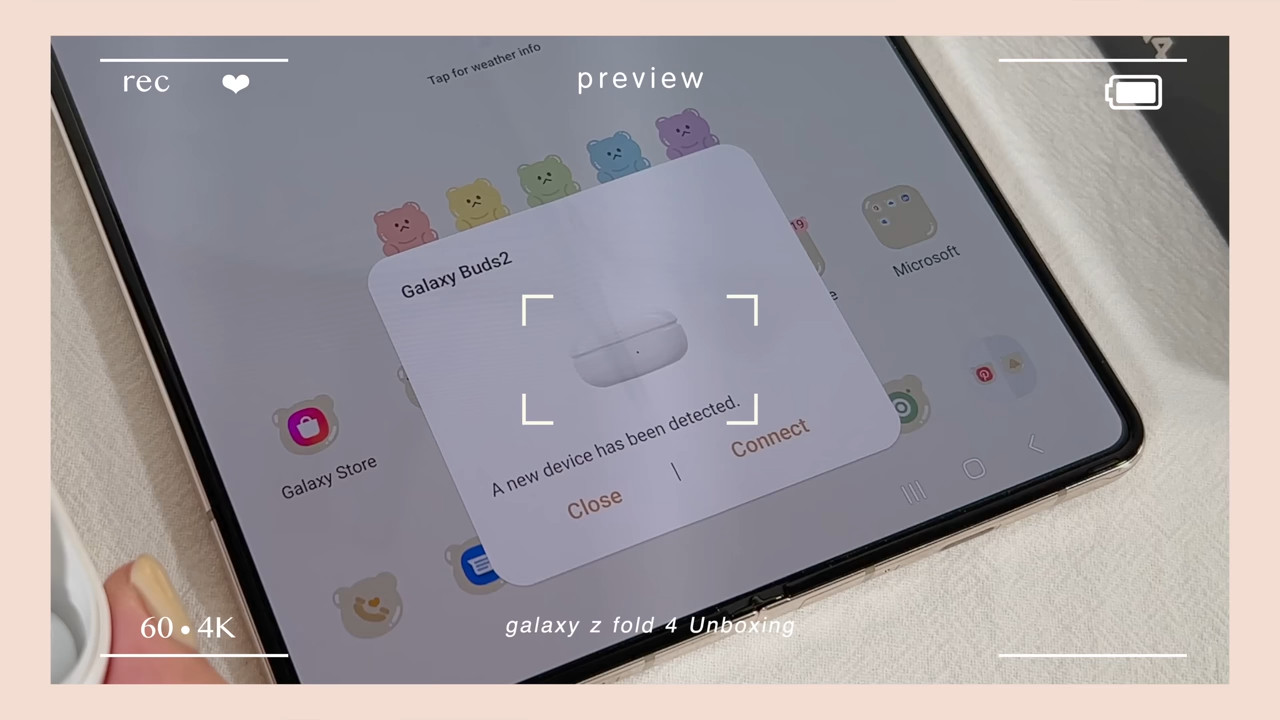 rec
preview
Tap for weather info
Galaxy Buds2
19
Microsoft
A new device has been detected.
Close | Connect
Galaxy Store
60 • 4K
galaxy z fold 4 Unboxing